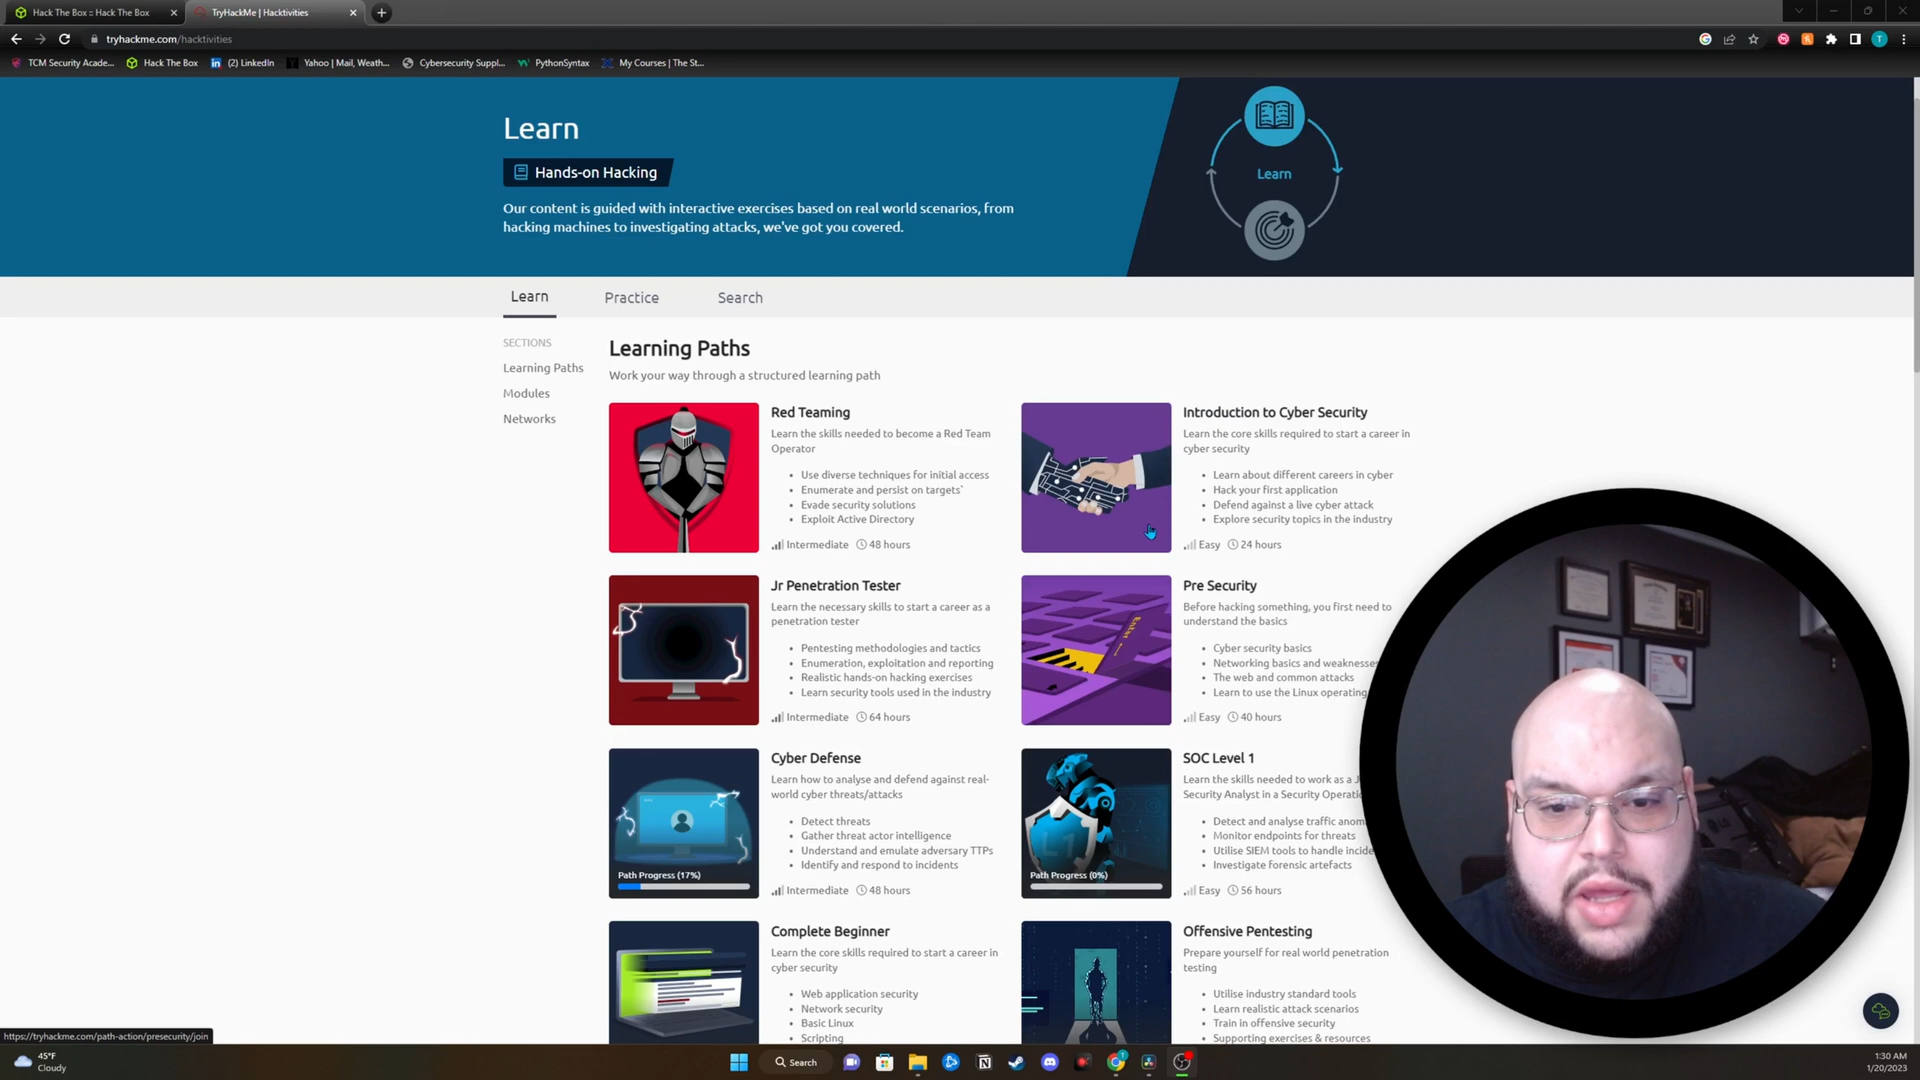 Hack The Box :: Hack The Box
TryHackMe | Hacktivities
tryhackme.com/hacktivities
T
TCM Security Acade...
Hack The Box
(2) LinkedIn
Yahoo | Mail, Weath...
Cybersecurity Suppl...
PythonSyntax
My Courses | The St...
Learn
Hands-on Hacking
Our content is guided with interactive exercises based on real world scenarios, from
hacking machines to investigating attacks, we've got you covered.
Learn
Learn
Practice
Search
SECTIONS
Learning Paths
Modules
Networks
Learning Paths
Work your way through a structured learning path
Red Teaming
Learn the skills needed to become a Red Team
Operator
• Use diverse techniques for initial access
• Enumerate and persist on targets`
• Evade security solutions
• Exploit Active Directory
Intermediate 48 hours
Introduction to Cyber Security
Learn the core skills required to start a career in
cyber security
• Learn about different careers in cyber
• Hack your first application
• Defend against a live cyber attack
• Explore security topics in the industry
Easy 24 hours
Jr Penetration Tester
Learn the necessary skills to start a career as a
penetration tester
• Pentesting methodologies and tactics
• Enumeration, exploitation and reporting
• Realistic hands-on hacking exercises
• Learn security tools used in the industry
Intermediate 64 hours
Enter
Pre Security
Before hacking something, you first need to
understand the basics
• Cyber security basics
• Networking basics and weaknesses
• The web and common attacks
• Learn to use the Linux operating
Easy 40 hours
Path Progress (17%)
Cyber Defense
Learn how to analyse and defend against real-
world cyber threats/attacks
• Detect threats
• Gather threat actor intelligence
• Understand and emulate adversary TTPs
• Identify and respond to incidents
Intermediate 48 hours
L1
Path Progress (0%)
SOC Level 1
Learn the skills needed to work as a J
Security Analyst in a Security Operatio
• Detect and analyse traffic anom
• Monitor endpoints for threats
• Utilise SIEM tools to handle incide
• Investigate forensic artefacts
Easy 56 hours
Complete Beginner
Learn the core skills required to start a career in
cyber security
• Web application security
• Network security
• Basic Linux
• Scripting
Offensive Pentesting
Prepare yourself for real world penetration
testing
• Utilise industry standard tools
• Learn realistic attack scenarios
• Train in offensive security
• Supporting exercises & resources
https://tryhackme.com/path-action/presecurity/join
45°F
Cloudy
Search
1:30 AM
1/20/2023